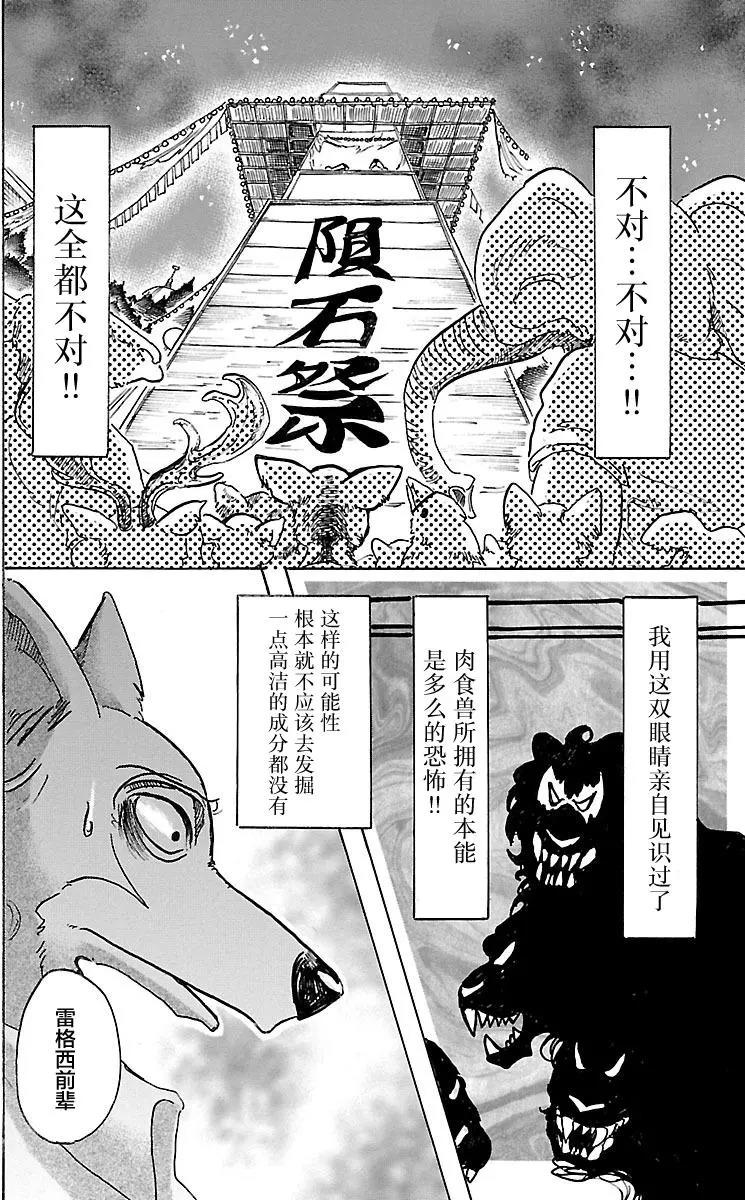 不对…不对…!!
陨石祭
这全都不对!!
我用这双眼睛亲自见识过了
肉食兽所拥有的本能
是多么的恐怖!!
这样的可能性
根本就不应该去发掘
一点高洁的成分都没有
雷格西前辈